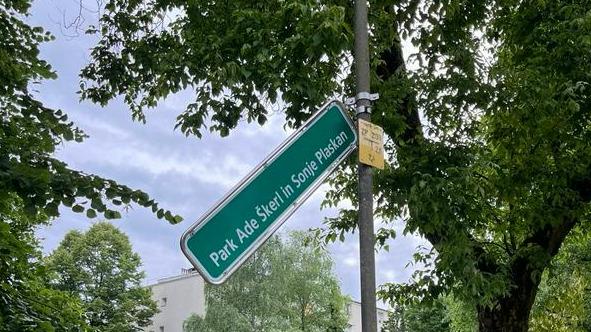 Park Ade Škerl in Sonje Plaskan